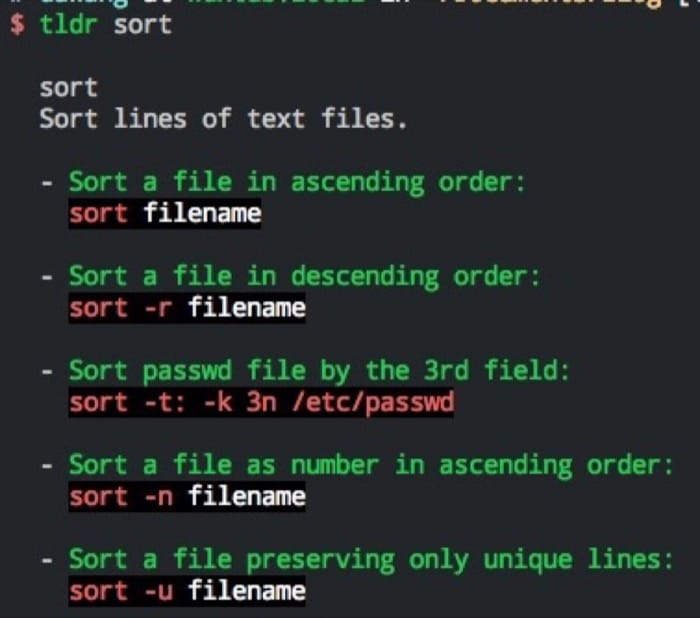 $ tldr sort
sort
Sort lines of text files.
- Sort a file in ascending order:
sort filename
- Sort a file in descending order:
sort -r filename
- Sort passwd file by the 3rd field:
sort -t: -k 3n /etc/passwd
- Sort a file as number in ascending order:
sort -n filename
- Sort a file preserving only unique lines:
sort -u filename